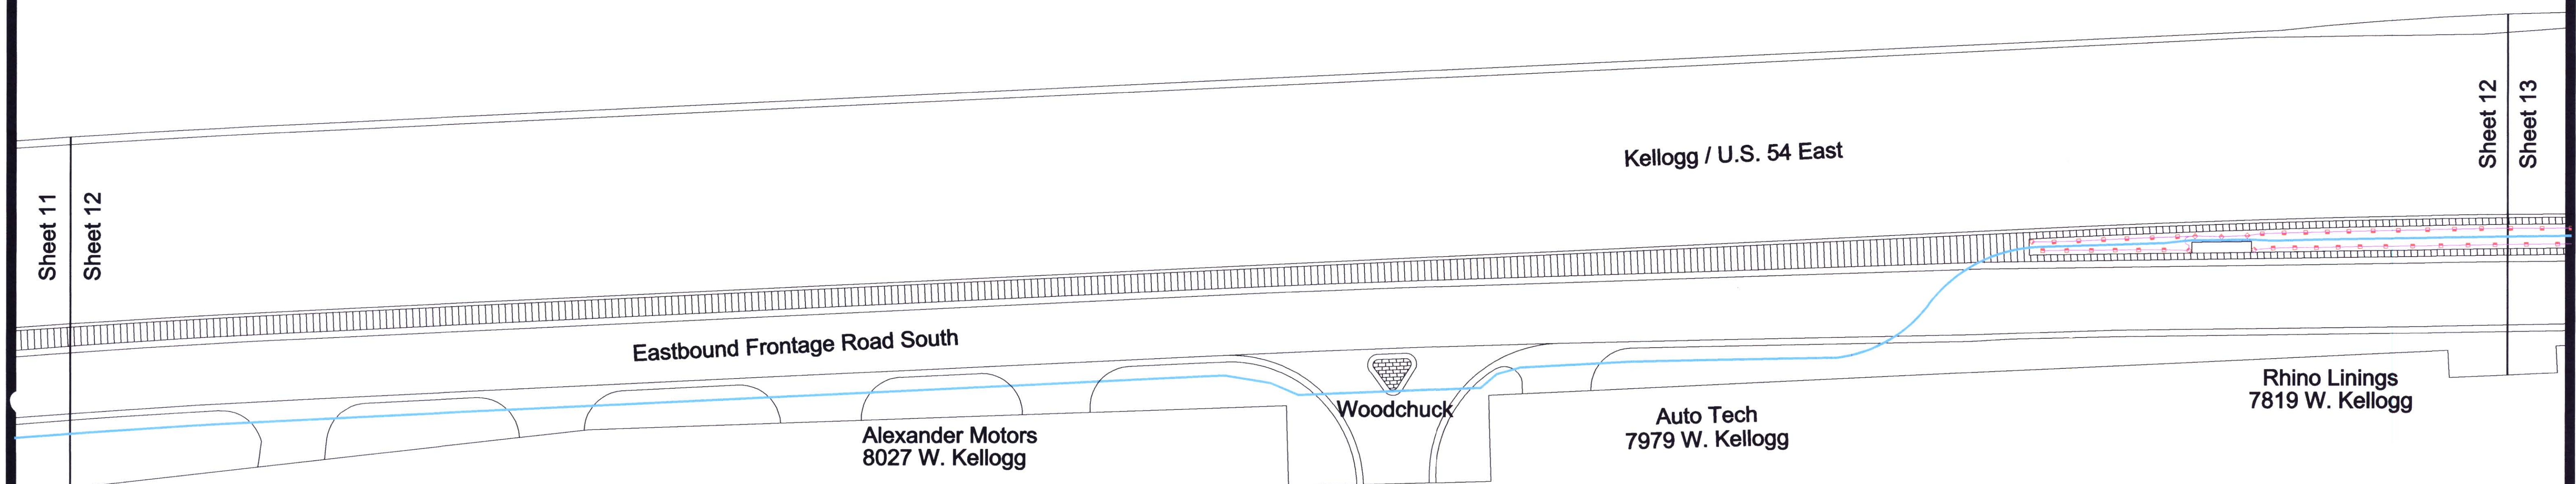 Sheet 11
Sheet 12
Kellogg / U.S. 54 East
Sheet 12
Sheet 13
Eastbound Frontage Road South
Woodchuck
Alexander Motors
8027 W. Kellogg
Auto Tech
7979 W. Kellogg
Rhino Linings
7819 W. Kellogg